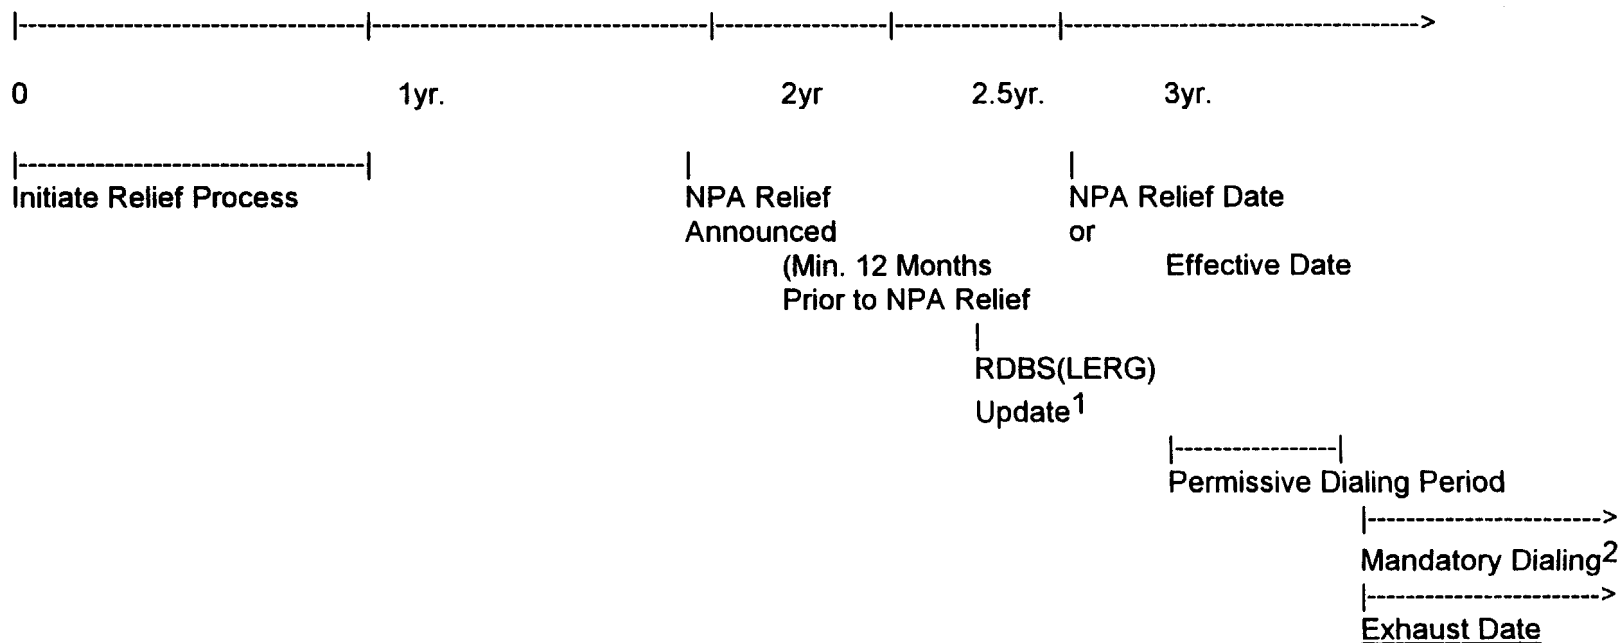 |-----------------------------------|-----------------------------------|------------------|-----------------|------------------------------------>
0 1yr. 2yr 2.5yr. 3yr.
|-----------------------------------| | |
Initiate Relief Process NPA Relief NPA Relief Date
Announced or
(Min. 12 Months Effective Date
Prior to NPA Relief
|
RDBS(LERG)
Update1
|----------------|
Permissive Dialing Period
|------------------------>
Mandatory Dialing2
|------------------------>
Exhaust Date